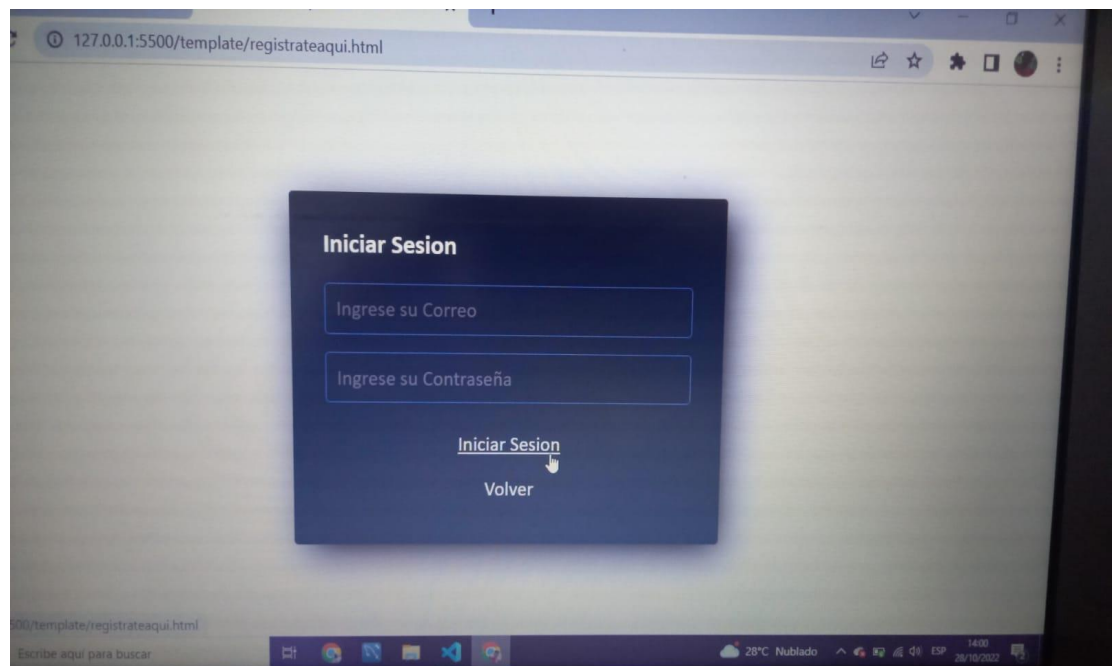 127.0.0.1:5500/template/registrateaqui.html
Iniciar Sesion
Ingrese su Correo
Ingrese su Contraseña
Iniciar Sesion
Volver
500/template/registrateaqui.html
Escribe aquí para buscar
28°C Nublado
ESP
14:00
28/10/2022